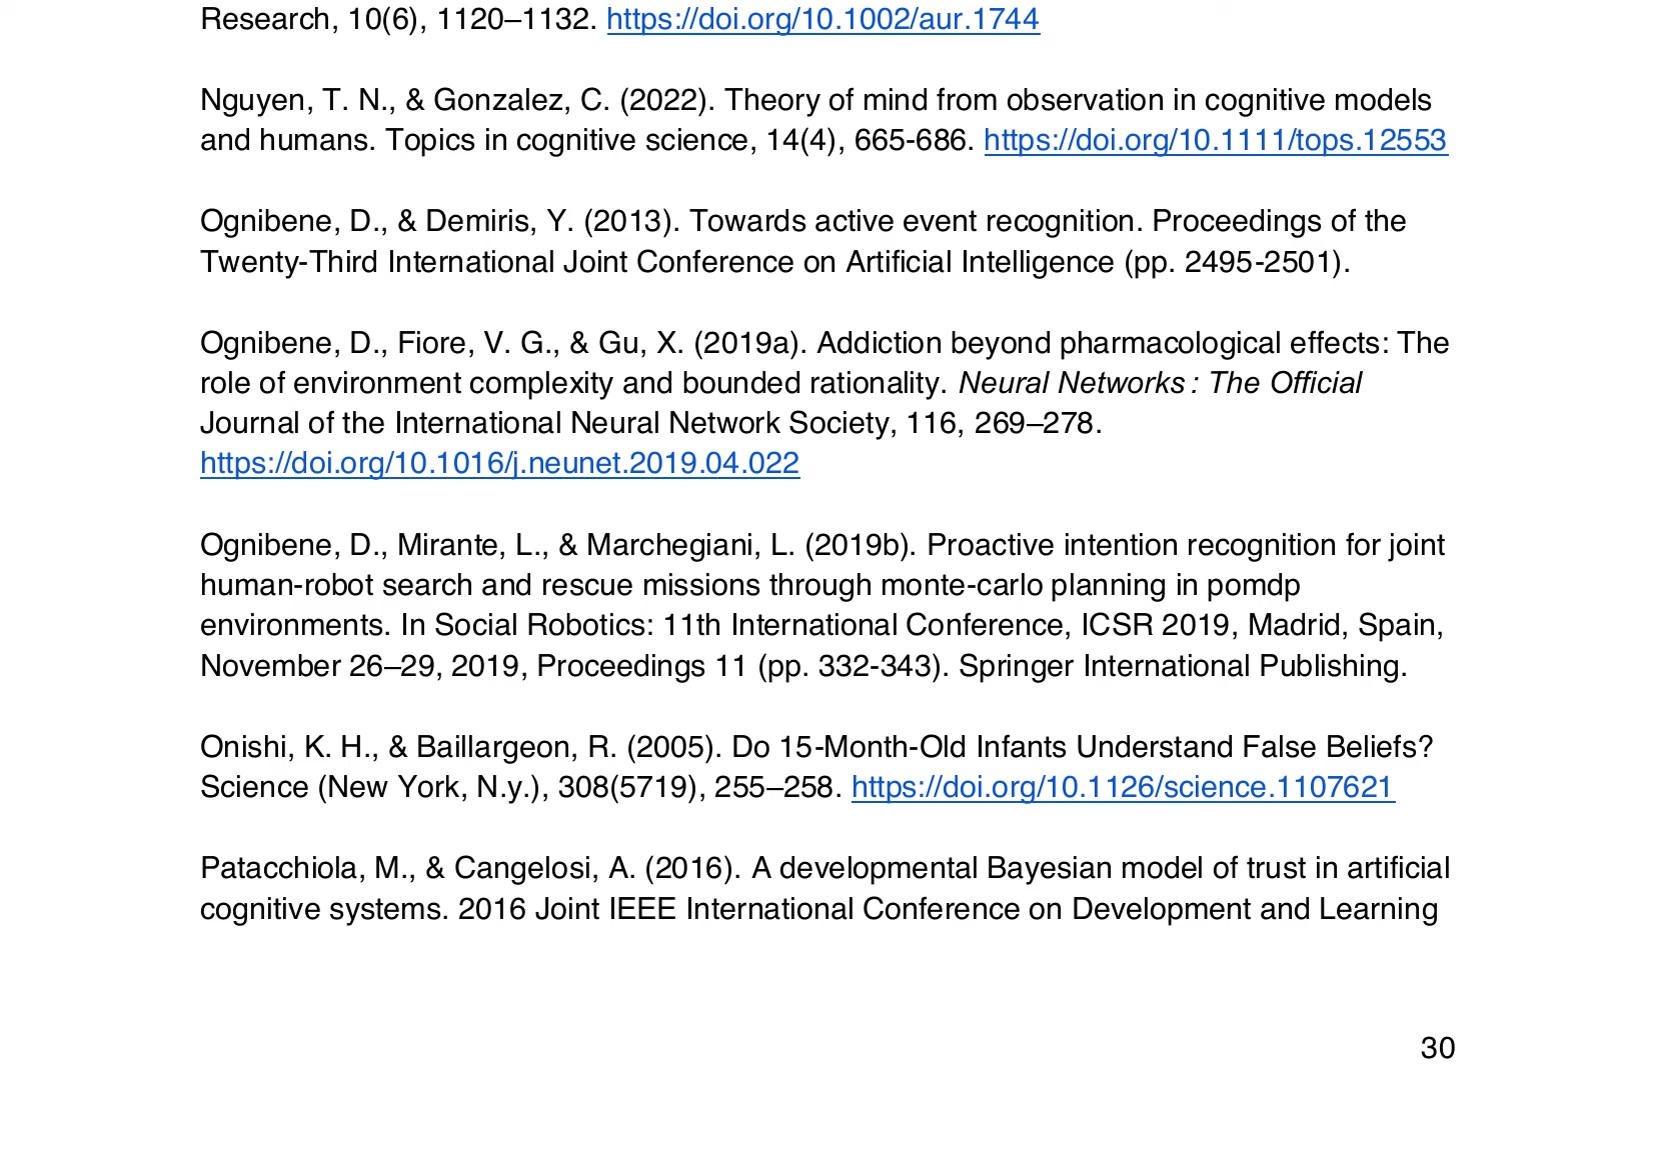 Research, 10(6), 1120–1132. https://doi.org/10.1002/aur.1744
Nguyen, T. N., & Gonzalez, C. (2022). Theory of mind from observation in cognitive models
and humans. Topics in cognitive science, 14(4), 665-686. https://doi.org/10.1111/tops.12553
Ognibene, D., & Demiris, Y. (2013). Towards active event recognition. Proceedings of the
Twenty-Third International Joint Conference on Artificial Intelligence (pp. 2495-2501).
Ognibene, D., Fiore, V. G., & Gu, X. (2019a). Addiction beyond pharmacological effects: The
role of environment complexity and bounded rationality. Neural Networks : The Official
Journal of the International Neural Network Society, 116, 269–278.
https://doi.org/10.1016/j.neunet.2019.04.022
Ognibene, D., Mirante, L., & Marchegiani, L. (2019b). Proactive intention recognition for joint
human-robot search and rescue missions through monte-carlo planning in pomdp
environments. In Social Robotics: 11th International Conference, ICSR 2019, Madrid, Spain,
November 26–29, 2019, Proceedings 11 (pp. 332-343). Springer International Publishing.
Onishi, K. H., & Baillargeon, R. (2005). Do 15-Month-Old Infants Understand False Beliefs?
Science (New York, N.y.), 308(5719), 255–258. https://doi.org/10.1126/science.1107621
Patacchiola, M., & Cangelosi, A. (2016). A developmental Bayesian model of trust in artificial
cognitive systems. 2016 Joint IEEE International Conference on Development and Learning
30